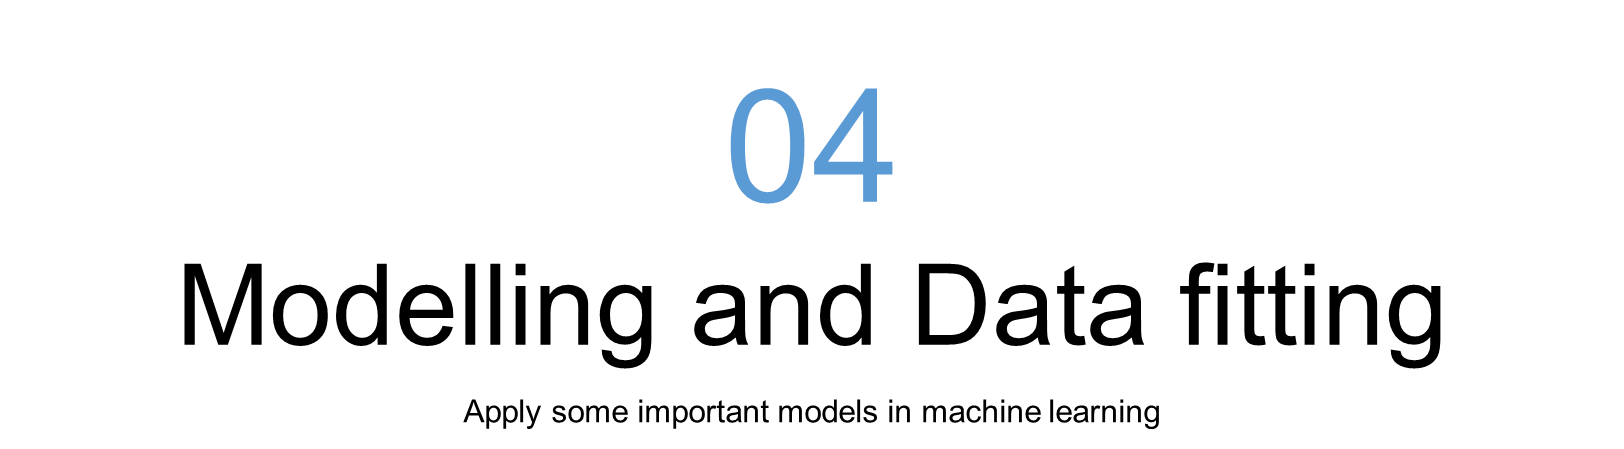 04
Modelling and Data fitting
Apply some important models in machine learning